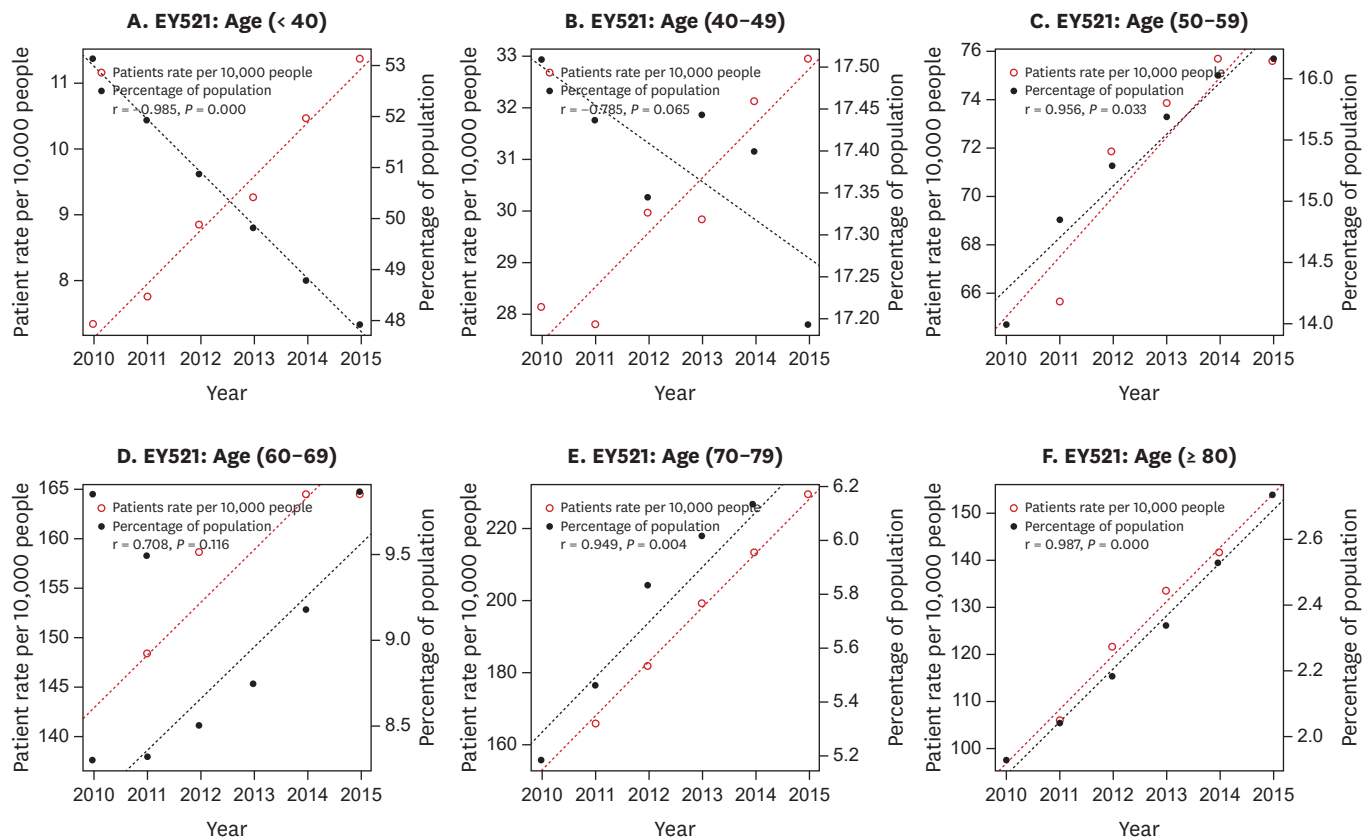 A. EY521: Age (< 40)
Patient rate per 10,000 people
11
10
9
8
Patients rate per 10,000 people
Percentage of population
r = −0.985, P = 0.000
53
52
51
50
49
48
Percentage of population
2010 2011 2012 2013 2014 2015
Year
B. EY521: Age (40–49)
Patient rate per 10,000 people
33
32
31
30
29
28
Patients rate per 10,000 people
Percentage of population
r = −0.785, P = 0.065
17.50
17.45
17.40
17.35
17.30
17.25
17.20
Percentage of population
2010 2011 2012 2013 2014 2015
Year
C. EY521: Age (50–59)
Patient rate per 10,000 people
76
74
72
70
68
66
Patients rate per 10,000 people
Percentage of population
r = 0.956, P = 0.033
16.0
15.5
15.0
14.5
14.0
Percentage of population
2010 2011 2012 2013 2014 2015
Year
D. EY521: Age (60–69)
Patient rate per 10,000 people
165
160
155
150
145
140
Patients rate per 10,000 people
Percentage of population
r = 0.708, P = 0.116
9.5
9.0
8.5
Percentage of population
2010 2011 2012 2013 2014 2015
Year
E. EY521: Age (70–79)
Patient rate per 10,000 people
220
200
180
160
Patients rate per 10,000 people
Percentage of population
r = 0.949, P = 0.004
6.2
6.0
5.8
5.6
5.4
5.2
Percentage of population
2010 2011 2012 2013 2014 2015
Year
F. EY521: Age (≥ 80)
Patient rate per 10,000 people
150
140
130
120
110
100
Patients rate per 10,000 people
Percentage of population
r = 0.987, P = 0.000
2.6
2.4
2.2
2.0
Percentage of population
2010 2011 2012 2013 2014 2015
Year